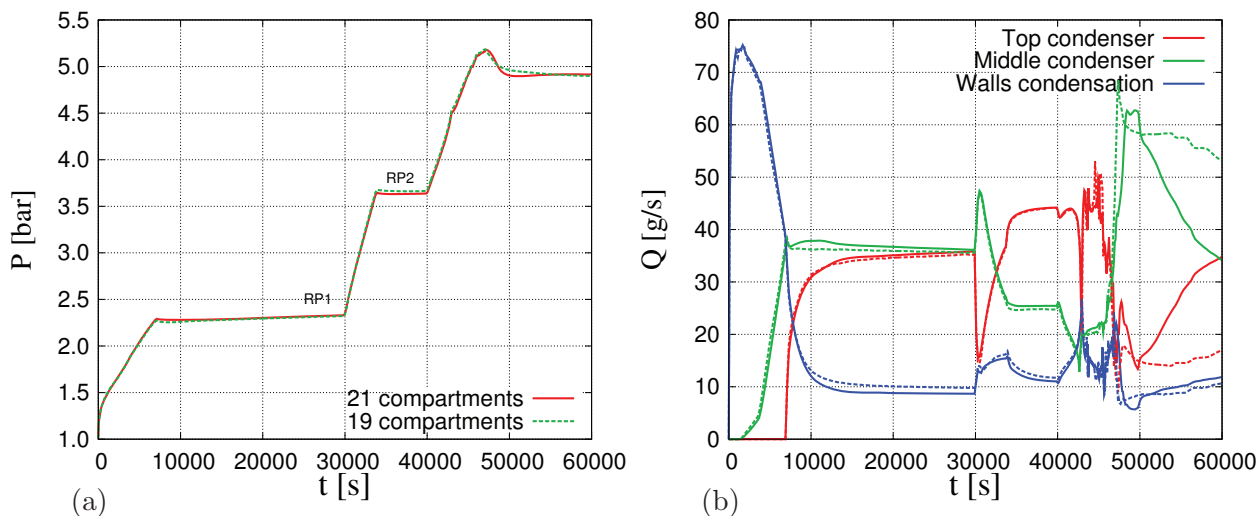 5.5
5.0
4.5
4.0
3.5
3.0
2.5
2.0
1.5
1.0
P [bar]
RP2
RP1
21 compartments
19 compartments
0 10000 20000 30000 40000 50000 60000
t [s]
(a)
80
70
60
50
40
30
20
10
0
Q [g/s]
Top condenser
Middle condenser
Walls condensation
0 10000 20000 30000 40000 50000 60000
t [s]
(b)